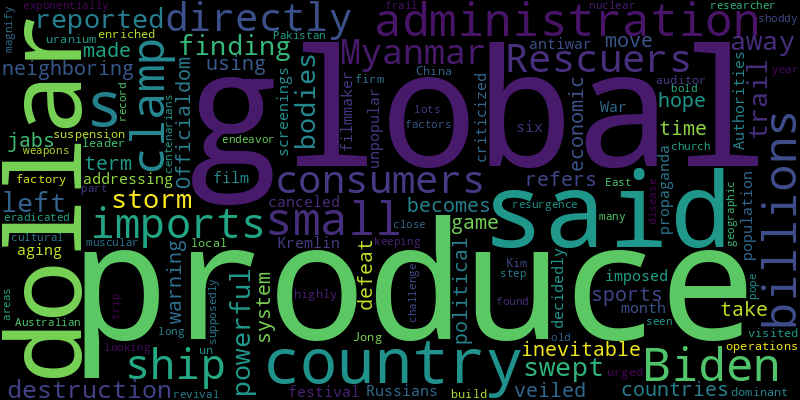 exponentially frail nuclear researcher
reported directly administration shoddy
magnify uranium enriched Pakistan antiwar move away
made finding Myanmar Rescuers
neighboring using firm China auditor year
dollar s clamp officialdom global
record centenarians screenings bodies filmmaker lots bold
jabs suspension endeavor unpopular factors criticized six economic War hope trail Authorities
weapons leader time church
term film
factory addressing consumers refers East propaganda disease population billions
left part storm canceled becomes resurgence
eradicated imports small game said many geographic
cultural muscular local Kremlin close keeping
aging produce
warning powerful system defeat challenge political Kim decidedly imposed pope
areas supposedly trip highly step sports
Australian found month take
long un Jong old seen visited
looking ship country inevitable operations
swept urged Biden
destruction revival festival Russians build veiled countries dominant